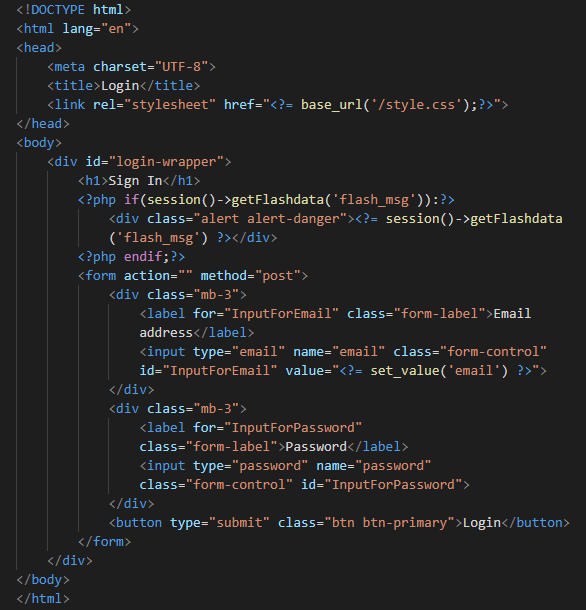 <!DOCTYPE html>
<html lang="en">
<head>
    <meta charset="UTF-8">
    <title>Login</title>
    <link rel="stylesheet" href="<?= base_url('/style.css');?>">
</head>
<body>
    <div id="login-wrapper">
        <h1>Sign In</h1>
        <?php if(session()->getFlashdata('flash_msg')):?>
            <div class="alert alert-danger"><?= session()->getFlashdata
            ('flash_msg') ?></div>
        <?php endif;?>
        <form action="" method="post">
            <div class="mb-3">
                <label for="InputForEmail" class="form-label">Email
                address</label>
                <input type="email" name="email" class="form-control"
                id="InputForEmail" value="<?= set_value('email') ?>">
            </div>
            <div class="mb-3">
                <label for="InputForPassword"
                class="form-label">Password</label>
                <input type="password" name="password"
                class="form-control" id="InputForPassword">
            </div>
            <button type="submit" class="btn btn-primary">Login</button>
        </form>
    </div>
</body>
</html>